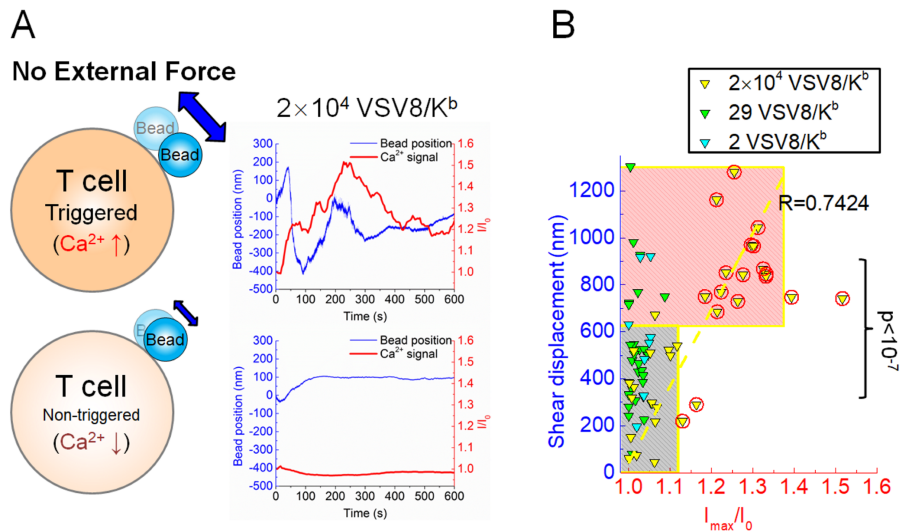 A
No External Force
Bead
Bead
T cell
Triggered
(Ca²⁺ ↑)
Bead
Bead
T cell
Non-triggered
(Ca²⁺ ↓)
2×10⁴ VSV8/Kᵇ
Bead position
Ca²⁺ signal
300
200
100
0
-100
-200
-300
-400
-500
Bead position (nm)
1.6
1.5
1.4
1.3
1.2
1.1
1.0
I/I₀
0 100 200 300 400 500 600
Time (s)
Bead position
Ca²⁺ signal
300
200
100
0
-100
-200
-300
-400
-500
Bead position (nm)
1.6
1.5
1.4
1.3
1.2
1.1
1.0
I/I₀
0 100 200 300 400 500 600
Time (s)
B
2×10⁴ VSV8/Kᵇ
29 VSV8/Kᵇ
2 VSV8/Kᵇ
Shear displacement (nm)
1200
1000
800
600
400
200
0
R=0.7424
p<10⁻⁷
1.0 1.1 1.2 1.3 1.4 1.5 1.6
Iₘₐₓ/I₀